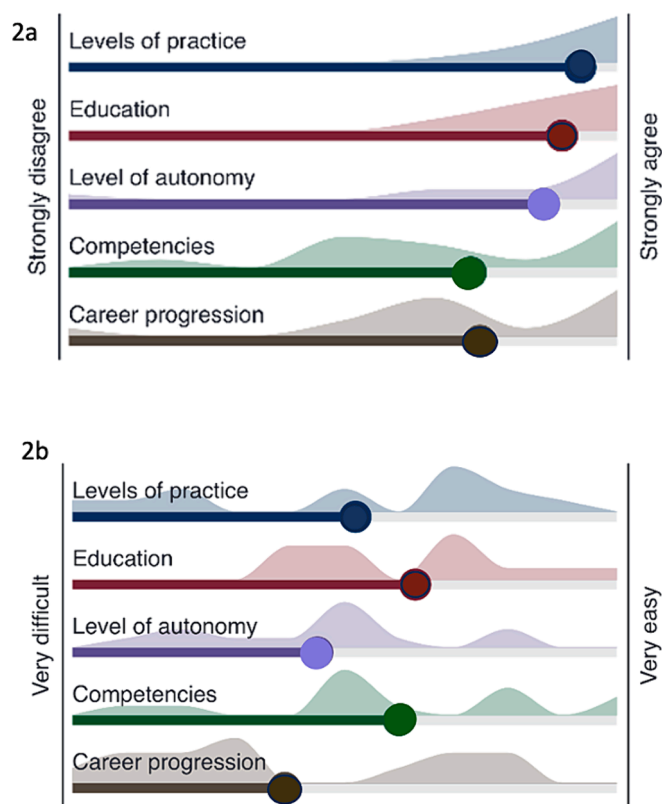 2a
Levels of practice
Education
Level of autonomy
Competencies
Career progression
Strongly disagree
Strongly agree
2b
Levels of practice
Education
Level of autonomy
Competencies
Career progression
Very difficult
Very easy